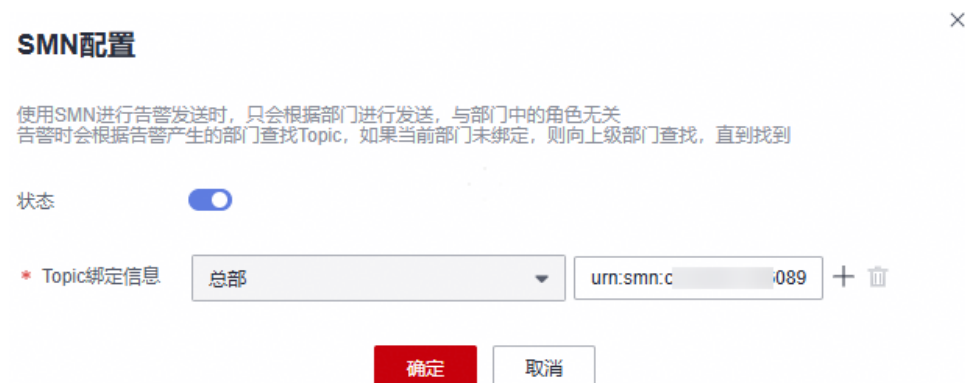 SMN配置
使用SMN进行告警发送时，只会根据部门进行发送，与部门中的角色无关
告警时会根据告警产生的部门查找Topic，如果当前部门未绑定，则向上级部门查找，直到找到
状态
* Topic绑定信息 总部 urn:smn:c 089
确定 取消